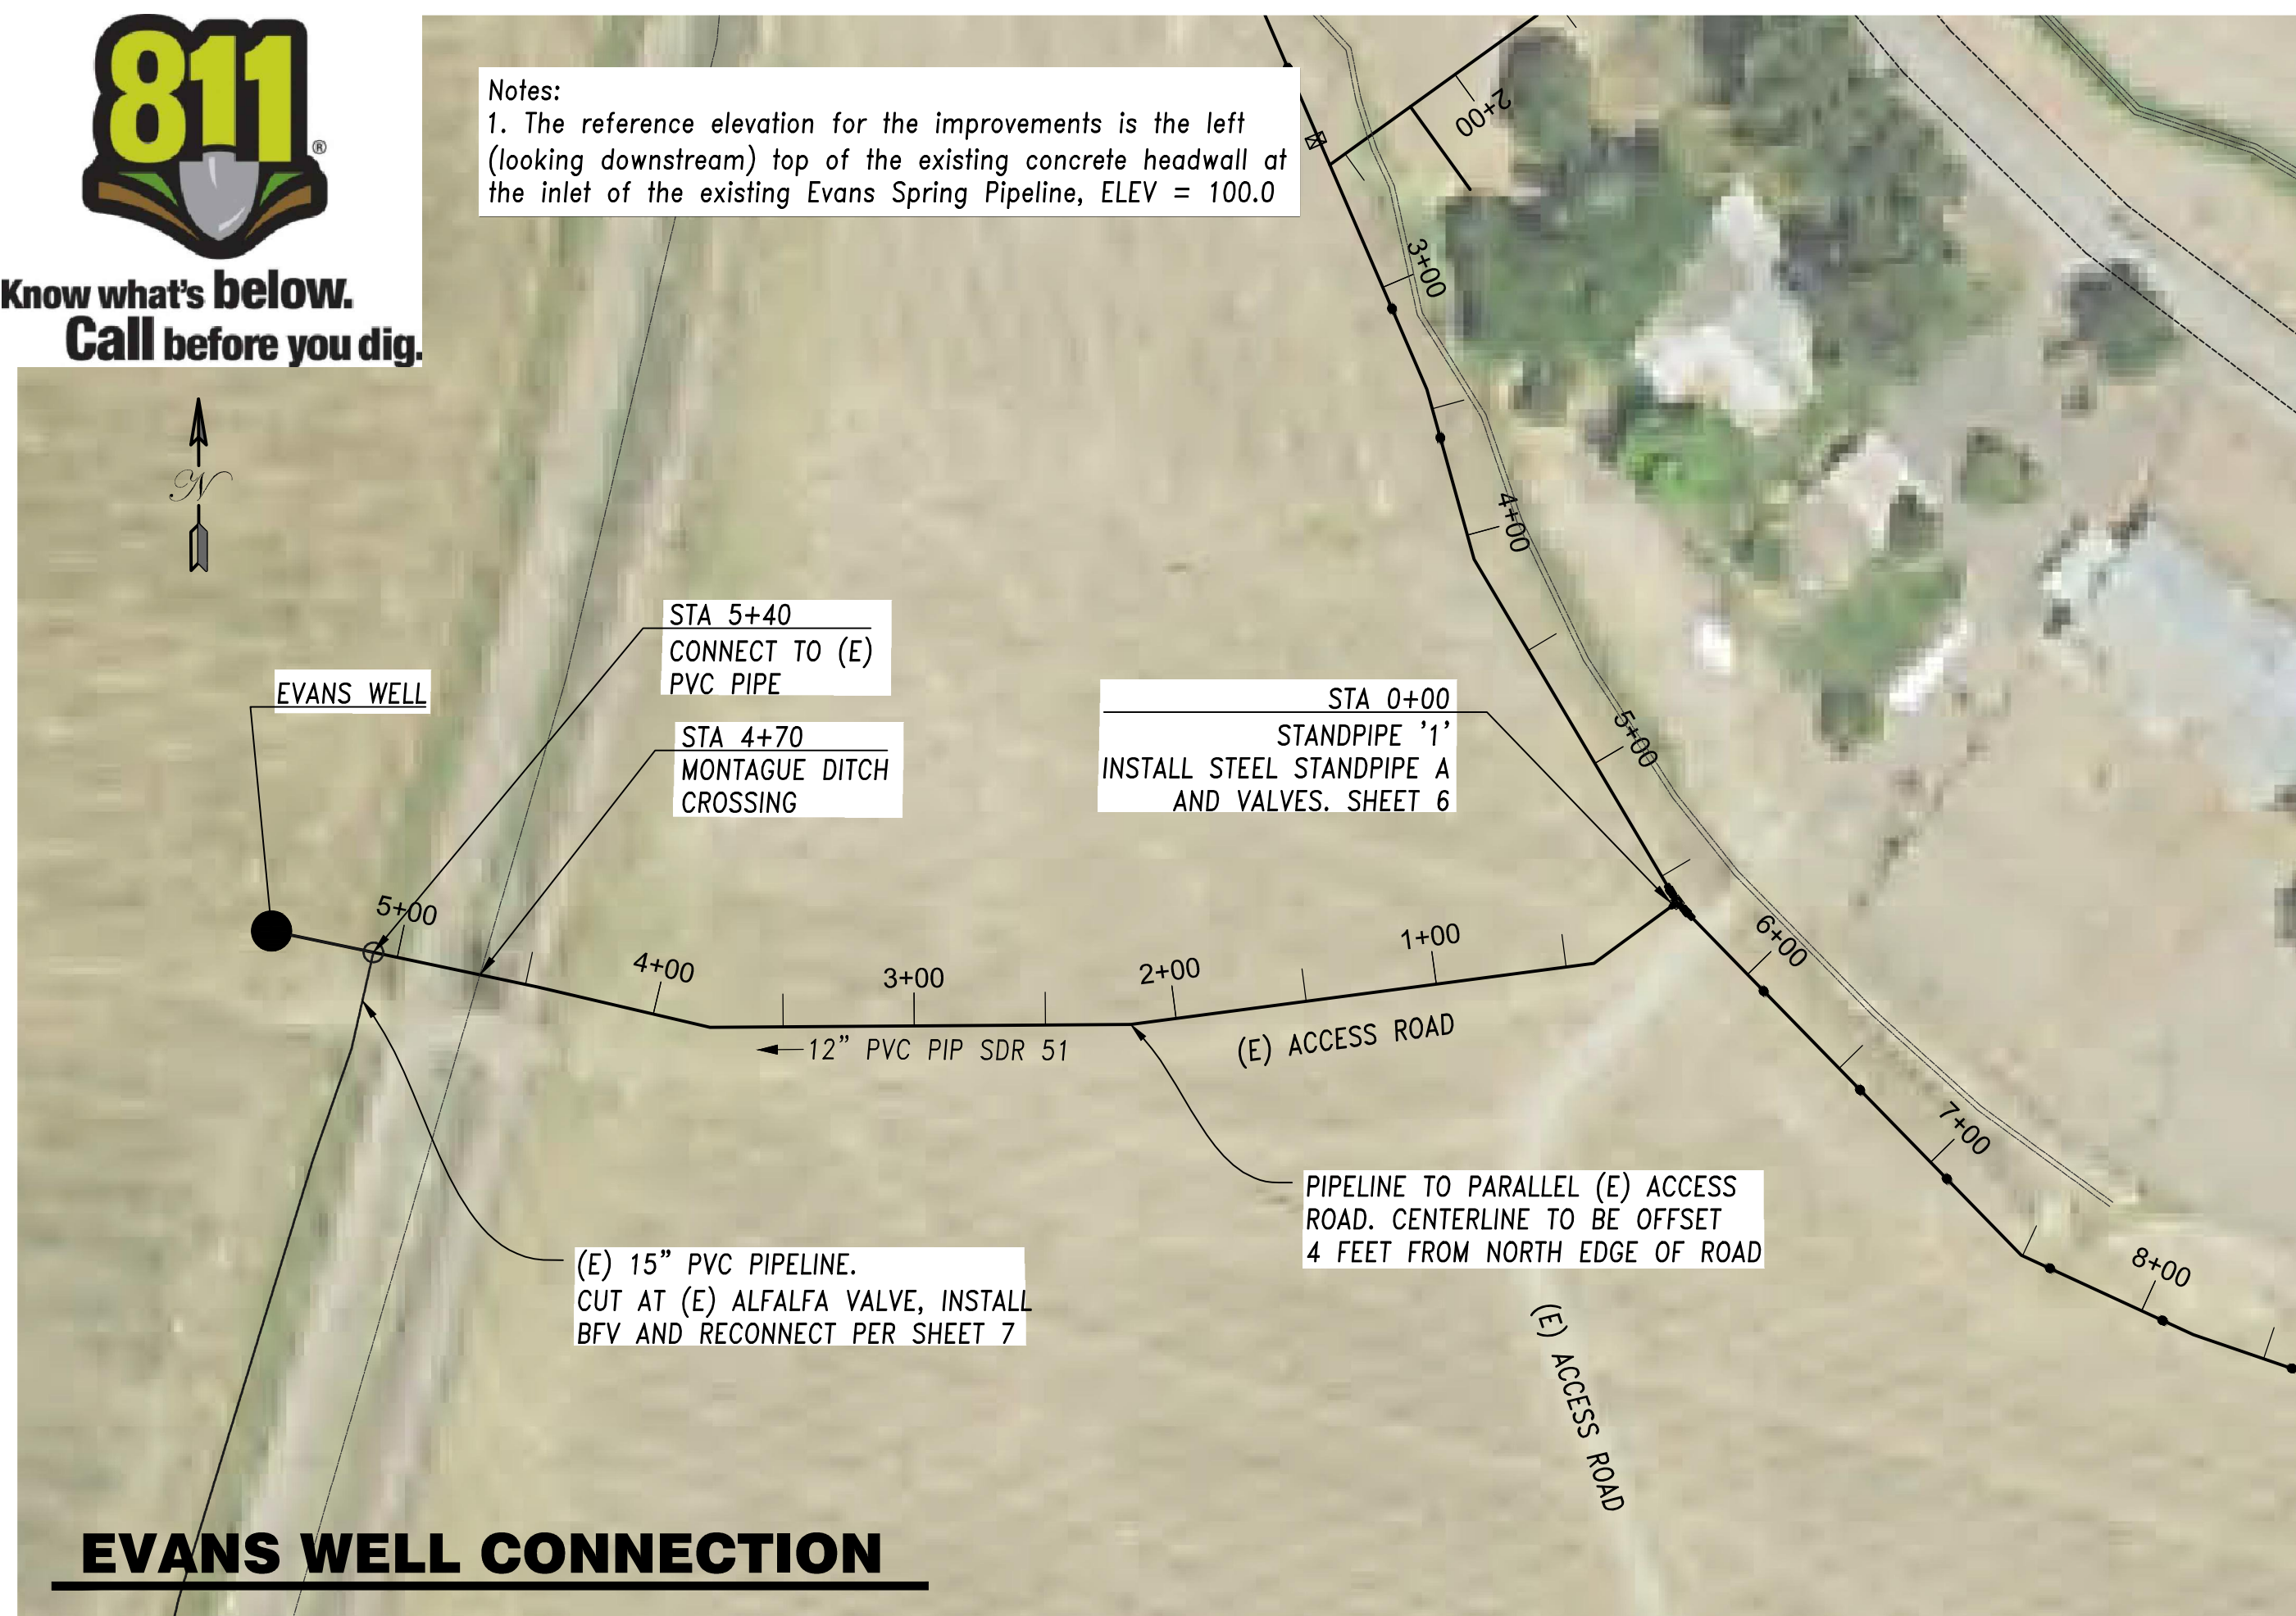 811
®
Know what's below.
Call before you dig.
Notes:
1. The reference elevation for the improvements is the left
(looking downstream) top of the existing concrete headwall at
the inlet of the existing Evans Spring Pipeline, ELEV = 100.0
2+00
3+00
4+00
5+00
6+00
7+00
8+00
N
STA 5+40
CONNECT TO (E)
PVC PIPE
EVANS WELL
STA 4+70
MONTAGUE DITCH
CROSSING
STA 0+00
STANDPIPE '1'
INSTALL STEEL STANDPIPE A
AND VALVES. SHEET 6
5+00
4+00
3+00
2+00
1+00
12" PVC PIP SDR 51
(E) ACCESS ROAD
PIPELINE TO PARALLEL (E) ACCESS
ROAD. CENTERLINE TO BE OFFSET
4 FEET FROM NORTH EDGE OF ROAD
(E) 15" PVC PIPELINE.
CUT AT (E) ALFALFA VALVE, INSTALL
BFV AND RECONNECT PER SHEET 7
(E) ACCESS ROAD
EVANS WELL CONNECTION